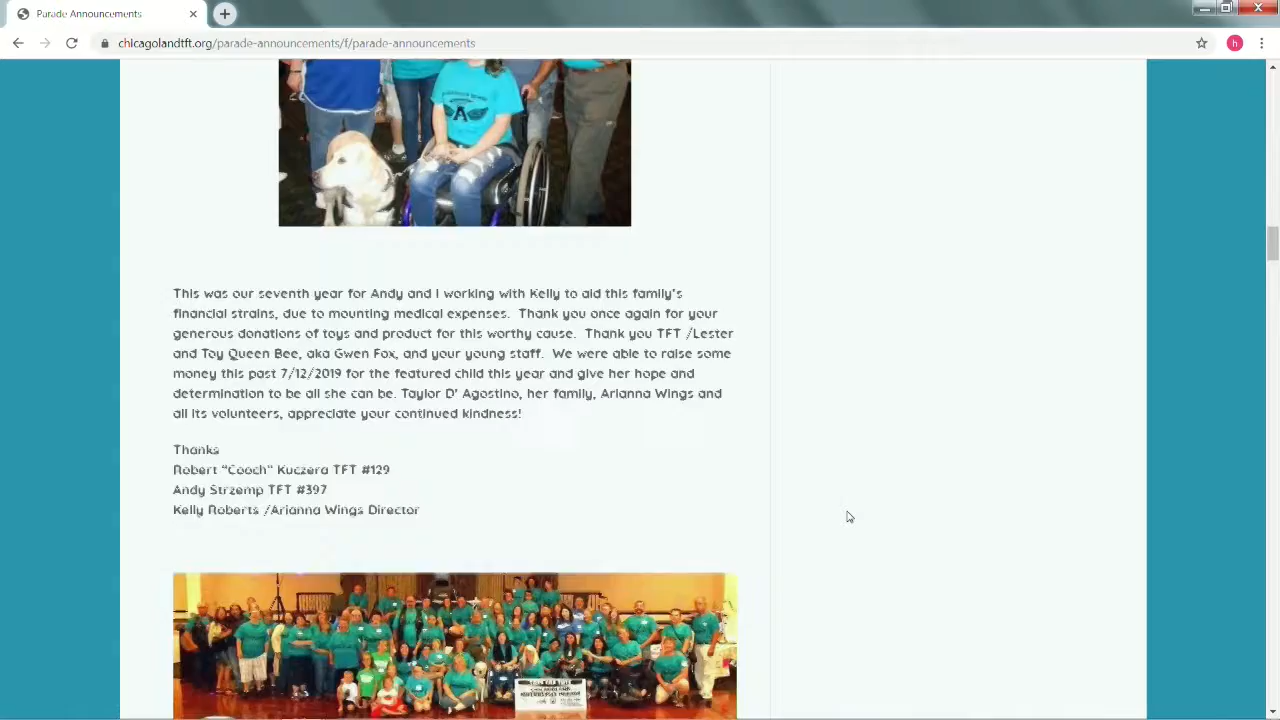 Parade Announcements
chicagolandtft.org/parade-announcements/f/parade-announcements
h
A
This was our seventh year for Andy and I working with Kelly to aid this family's
financial strains, due to mounting medical expenses. Thank you once again for your
generous donations of toys and product for this worthy cause. Thank you TFT /Lester
and Toy Queen Bee, aka Gwen Fox, and your young staff. We were able to raise some
money this past 7/12/2019 for the featured child this year and give her hope and
determination to be all she can be. Taylor D' Agostino, her family, Arianna Wings and
all its volunteers, appreciate your continued kindness!
Thanks
Robert "Cooch" Kuczera TFT #129
Andy Strzemp TFT #397
Kelly Roberts /Arianna Wings Director